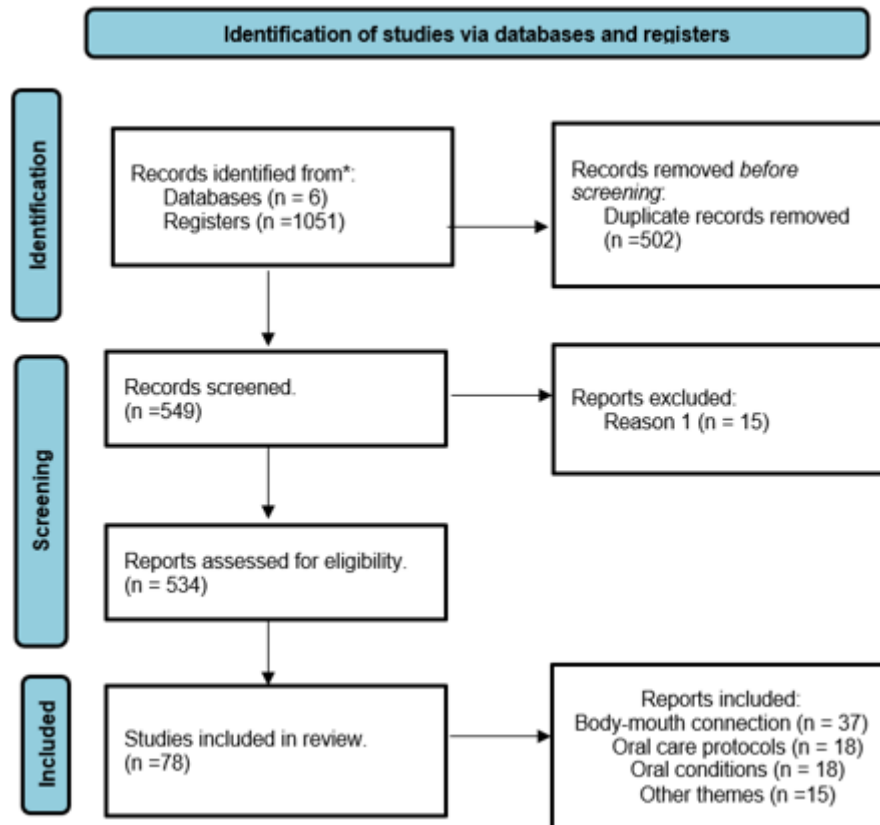 Identification of studies via databases and registers
Identification
Records identified from*:
Databases (n = 6)
Registers (n =1051)
Records removed before
screening:
Duplicate records removed
(n =502)
Screening
Records screened.
(n =549)
Reports excluded:
Reason 1 (n = 15)
Reports assessed for eligibility.
(n = 534)
Included
Studies included in review.
(n =78)
Reports included:
Body-mouth connection (n = 37)
Oral care protocols (n = 18)
Oral conditions (n = 18)
Other themes (n =15)